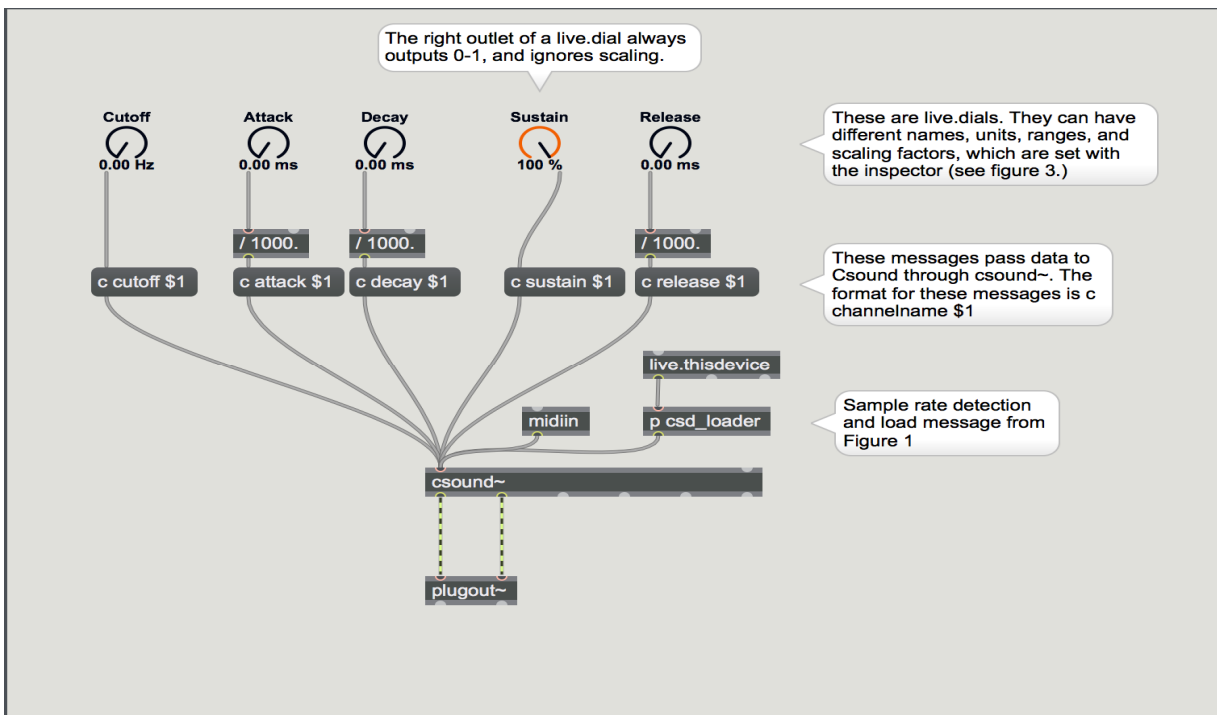 The right outlet of a live.dial always
outputs 0-1, and ignores scaling.
Cutoff
Attack
Decay
Sustain
Release
0.00 Hz
0.00 ms
0.00 ms
100 %
0.00 ms
These are live.dials. They can have
different names, units, ranges, and
scaling factors, which are set with
the inspector (see figure 3.)
/ 1000.
/ 1000.
/ 1000.
c cutoff $1
c attack $1
c decay $1
c sustain $1
c release $1
These messages pass data to
Csound through csound~. The
format for these messages is c
channelname $1
live.thisdevice
midiin
p csd_loader
Sample rate detection
and load message from
Figure 1
csound~
plugout~